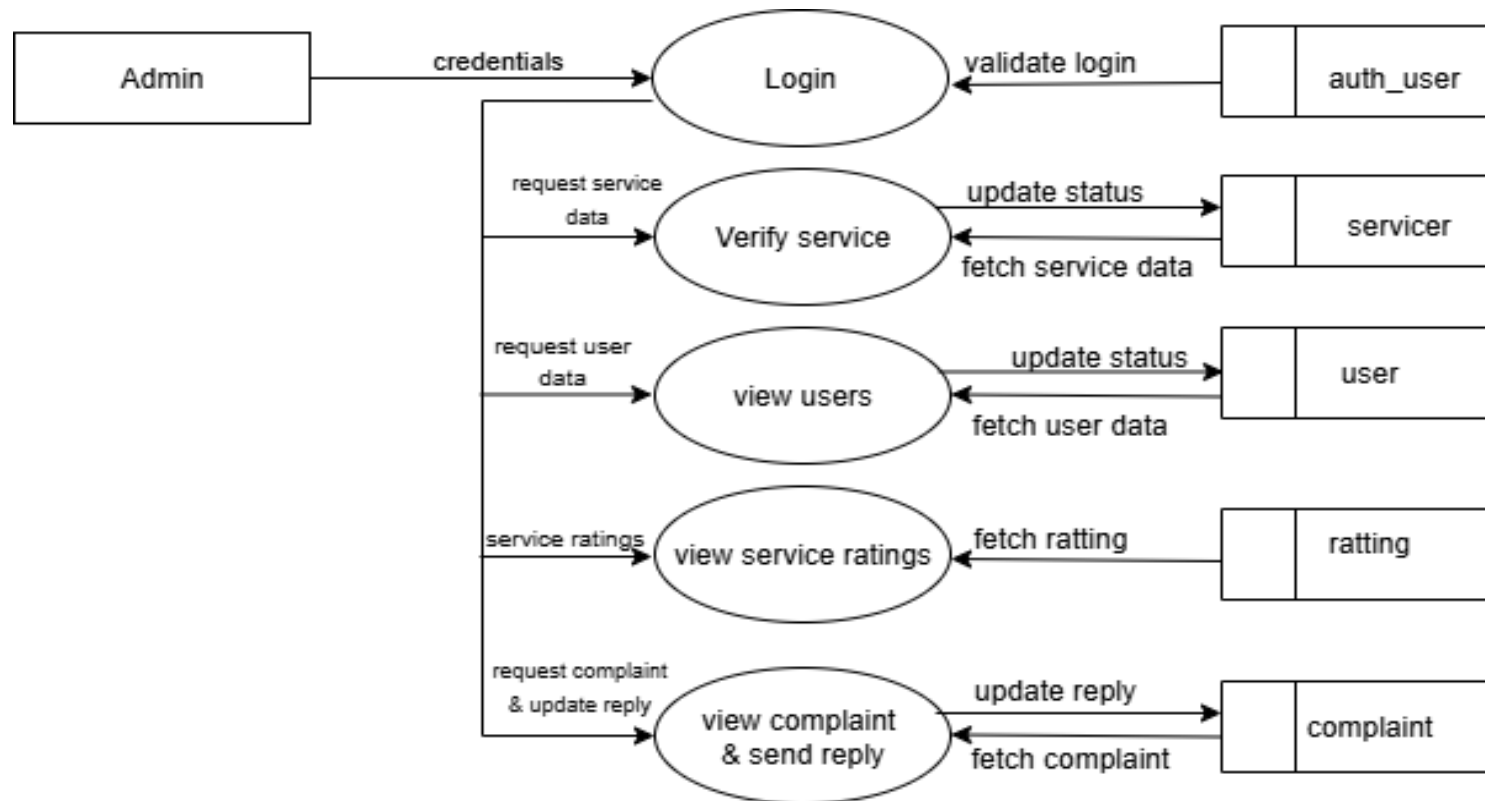 Admin
credentials
Login
validate login
auth_user
request service
data
Verify service
update status
fetch service data
servicer
request user
data
view users
update status
fetch user data
user
service ratings
view service ratings
fetch ratting
ratting
request complaint
& update reply
view complaint
& send reply
update reply
fetch complaint
complaint